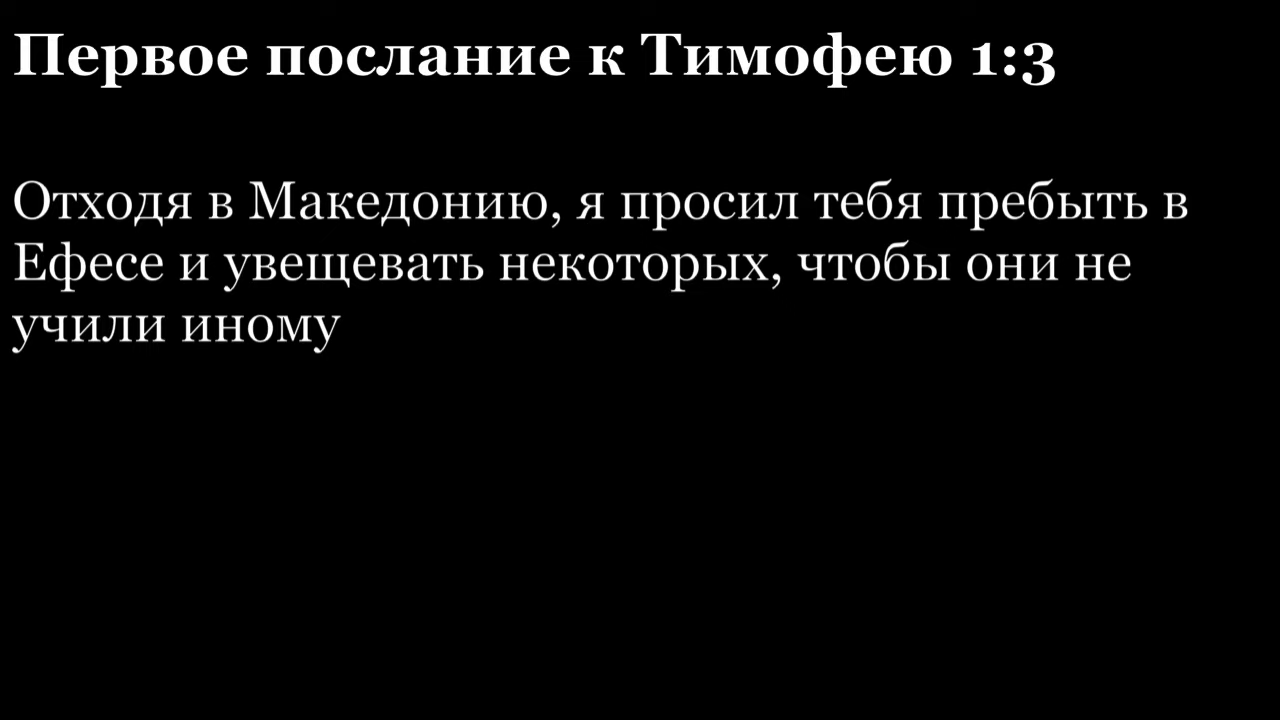 Первое послание к Тимофею 1:3
Отходя в Македонию, я просил тебя пребыть в
Ефесе и увещевать некоторых, чтобы они не
учили иному